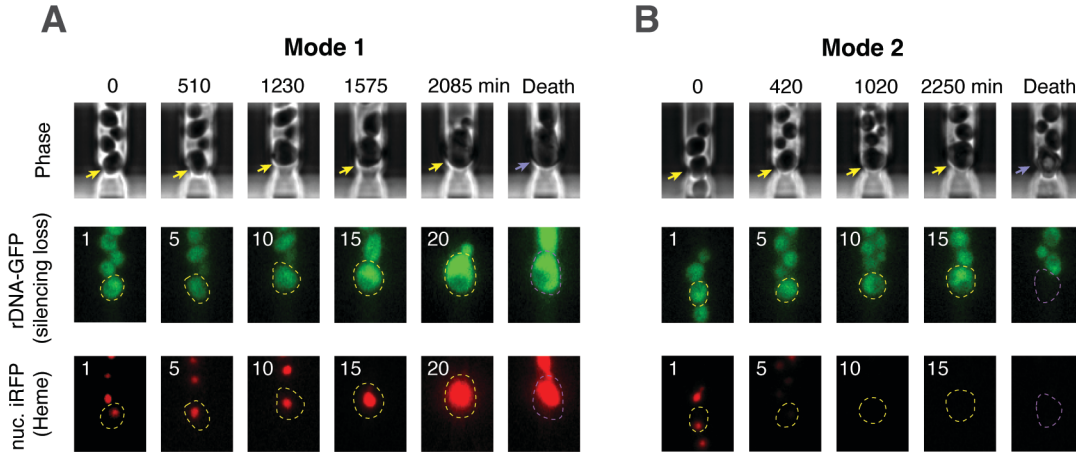 A
Mode 1
0 510 1230 1575 2085 min Death
Phase
rDNA-GFP
(silencing loss)
1 5 10 15 20
nuc. iRFP
(Heme)
1 5 10 15 20
B
Mode 2
0 420 1020 2250 min Death
1 5 10 15
1 5 10 15